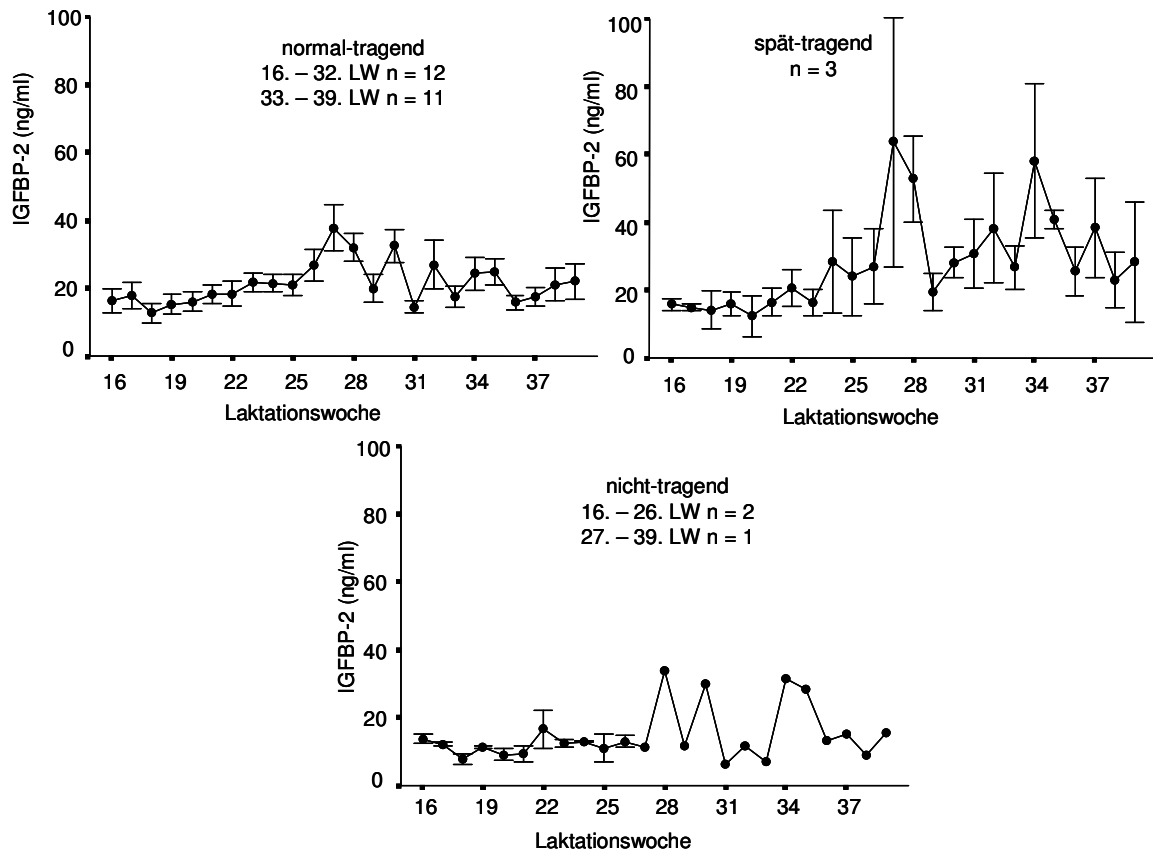 normal-tragend
16. – 32. LW n = 12
33. – 39. LW n = 11
IGFBP-2 (ng/ml)
100
80
60
40
20
0
16 19 22 25 28 31 34 37
Laktationswoche
spät-tragend
n = 3
IGFBP-2 (ng/ml)
100
80
60
40
20
0
16 19 22 25 28 31 34 37
Laktationswoche
nicht-tragend
16. – 26. LW n = 2
27. – 39. LW n = 1
IGFBP-2 (ng/ml)
100
80
60
40
20
0
16 19 22 25 28 31 34 37
Laktationswoche